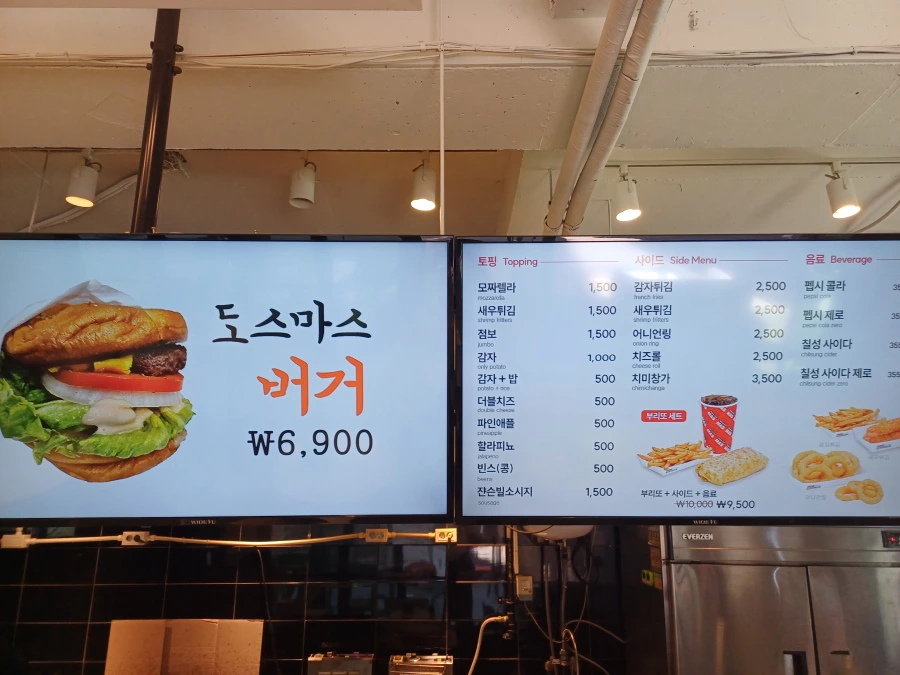 도스마스
버거
₩6,900
토핑 Topping
모짜렐라 1,500
mozzarella
새우튀김 1,500
shrimp fritters
점보 1,500
jumbo
감자 1,000
only potato
감자 + 밥 500
potato + rice
더블치즈 500
double cheese
파인애플 500
pineapple
할라피뇨 500
jalapeno
빈스(콩) 500
beans
쟌슨빌소시지 1,500
sausage
사이드 Side Menu
감자튀김 2,500
french fries
새우튀김 2,500
shrimp fritters
어니언링 2,500
onion ring
치즈롤 2,500
cheese roll
치미창가 3,500
chimichanga
부리또 세트
부리또 + 사이드 + 음료
₩10,000 ₩9,500
음료 Beverage
펩시 콜라
pepsi cola
펩시 제로
pepsi cola zero
칠성 사이다
chilsung cider
칠성 사이다 제로
chilsung cider zero
EVERZEN